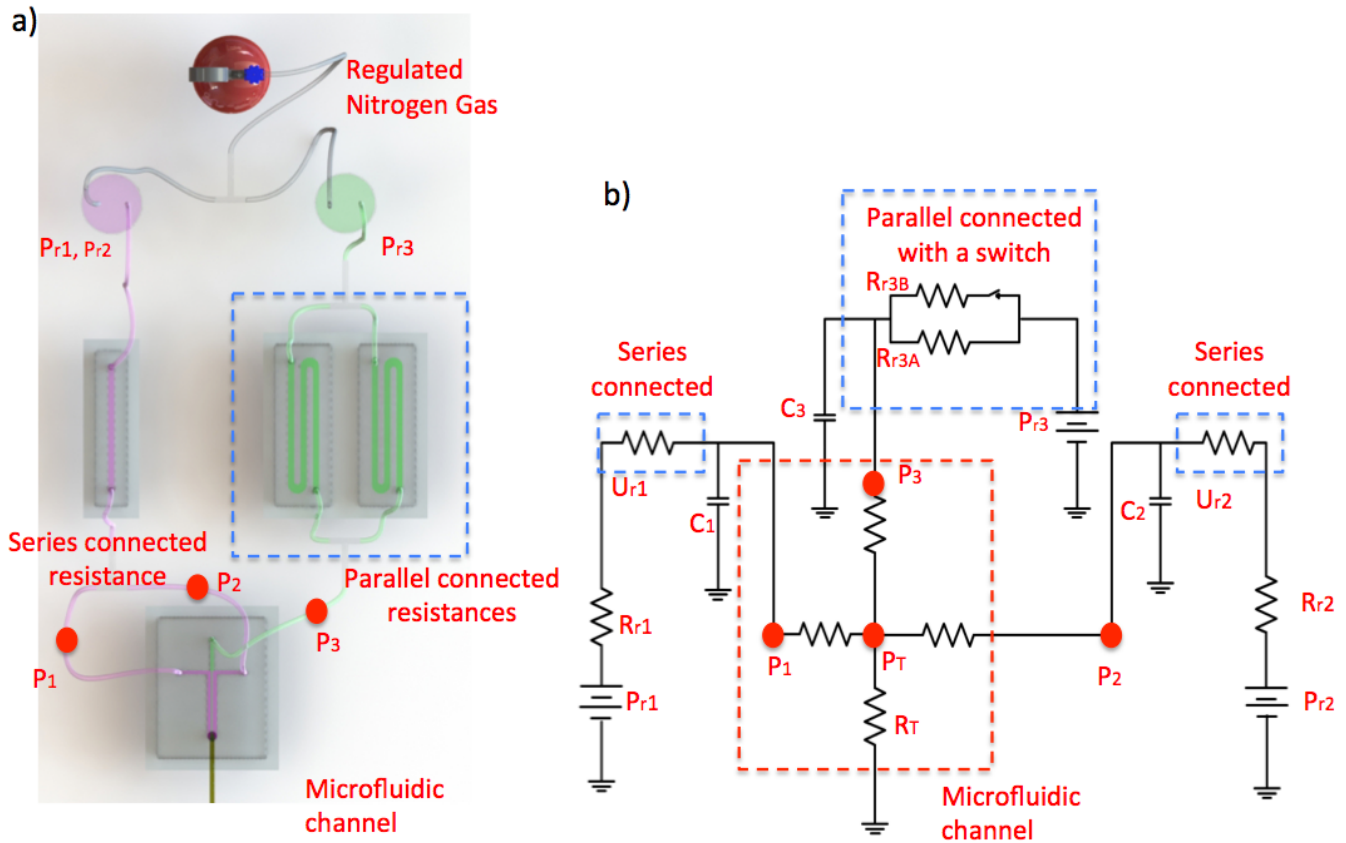 a)
Regulated
Nitrogen Gas
Pr1, Pr2
Pr3
Series connected
resistance
P2
P1
Parallel connected
resistances
P3
Microfluidic
channel
b)
Parallel connected
with a switch
Rr3B
Rr3A
Series
connected
Ur1
C3
Pr3
Series
connected
Ur2
C1
P3
C2
Rr1
P1
PT
P2
Rr2
Pr1
RT
Pr2
Microfluidic
channel